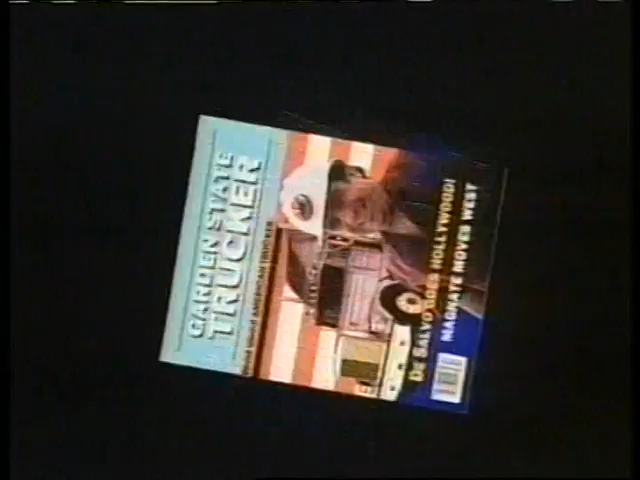 GARDEN STATE
TRUCKER
DE SALVO GOES HOLLYWOOD!
MAGNATE MOVES WEST